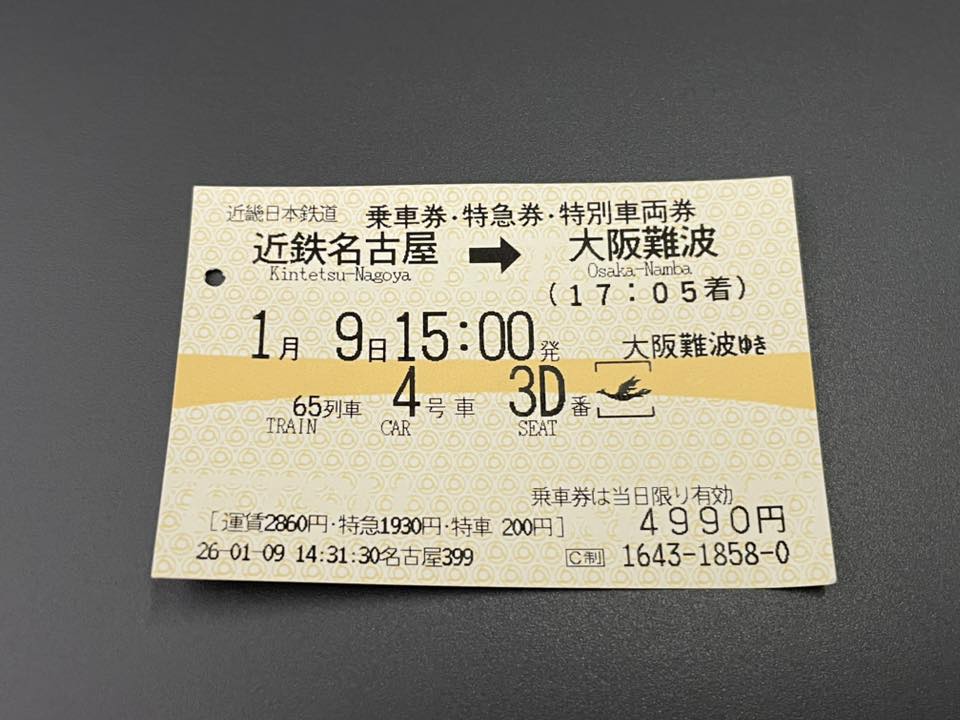 近畿日本鉄道 乗車券・特急券・特別車両券
近鉄名古屋 ➡ 大阪難波
Kintetsu-Nagoya Osaka-Namba
(17:05着)
1月 9日 15:00発 大阪難波ゆき
65列車 4号車 3D番
TRAIN CAR SEAT
乗車券は当日限り有効
[運賃2860円・特急1930円・特車 200円] 4990円
26-01-09 14:31:30名古屋399 C制 1643-1858-0